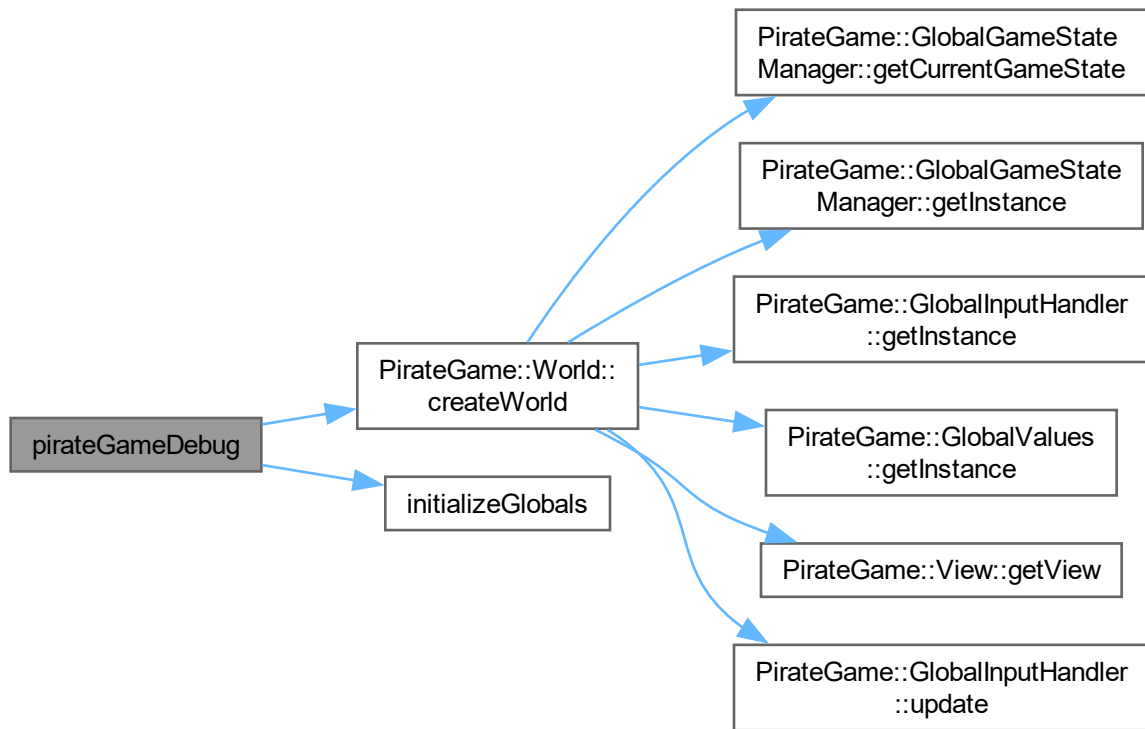 PirateGame::GlobalGameState
Manager::getCurrentGameState
PirateGame::GlobalGameState
Manager::getInstance
PirateGame::GlobalInputHandler
::getInstance
PirateGame::World::
createWorld
PirateGame::GlobalValues
::getInstance
pirateGameDebug
initializeGlobals
PirateGame::View::getView
PirateGame::GlobalInputHandler
::update